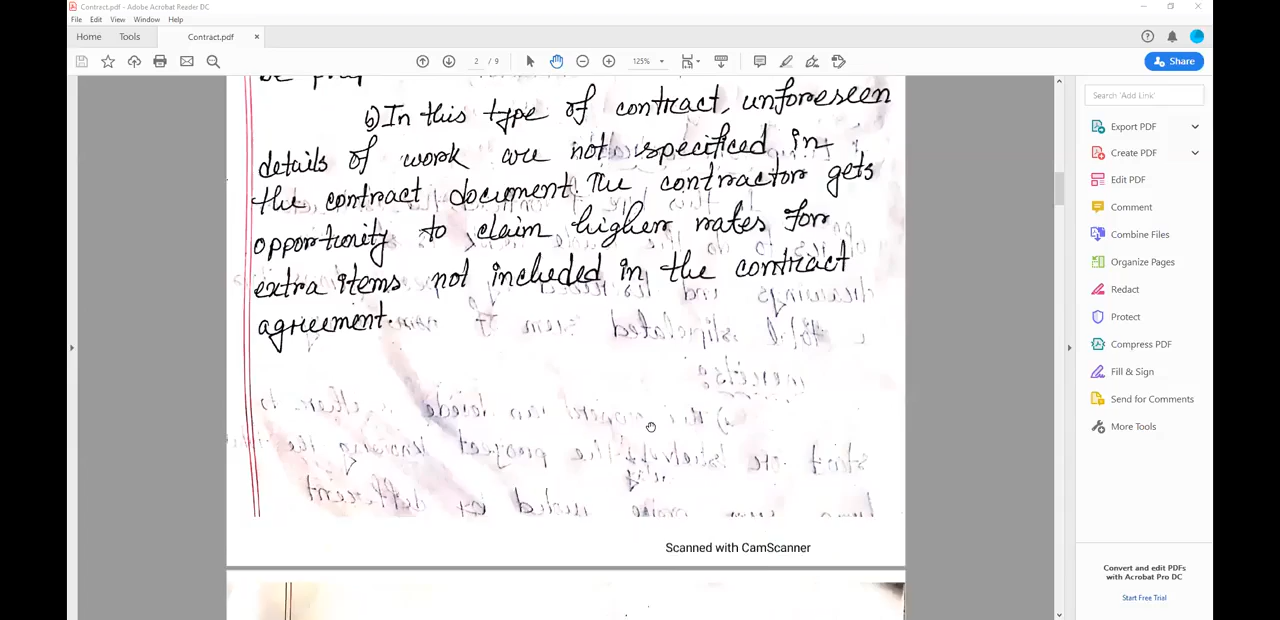 Contract.pdf - Adobe Acrobat Reader DC
File Edit View Window Help
Home Tools Contract.pdf ×
2 / 9 125% Share
b) In this type of contract, unforeseen
details of work are not specificed in
the contract document. The contractor gets
opportunity to claim higher rates for
extra items not included in the contract
agreement.
Scanned with CamScanner
Search 'Add Link'
Export PDF
Create PDF
Edit PDF
Comment
Combine Files
Organize Pages
Redact
Protect
Compress PDF
Fill & Sign
Send for Comments
More Tools
Convert and edit PDFs
with Acrobat Pro DC
Start Free Trial